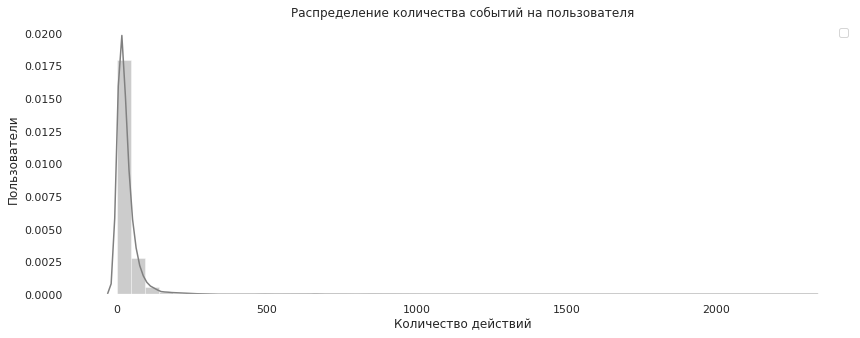 Распределение количества событий на пользователя
0.0200
0.0175
0.0150
0.0125
0.0100
0.0075
0.0050
0.0025
0.0000
Пользователи
0 500 1000 1500 2000
Количество действий